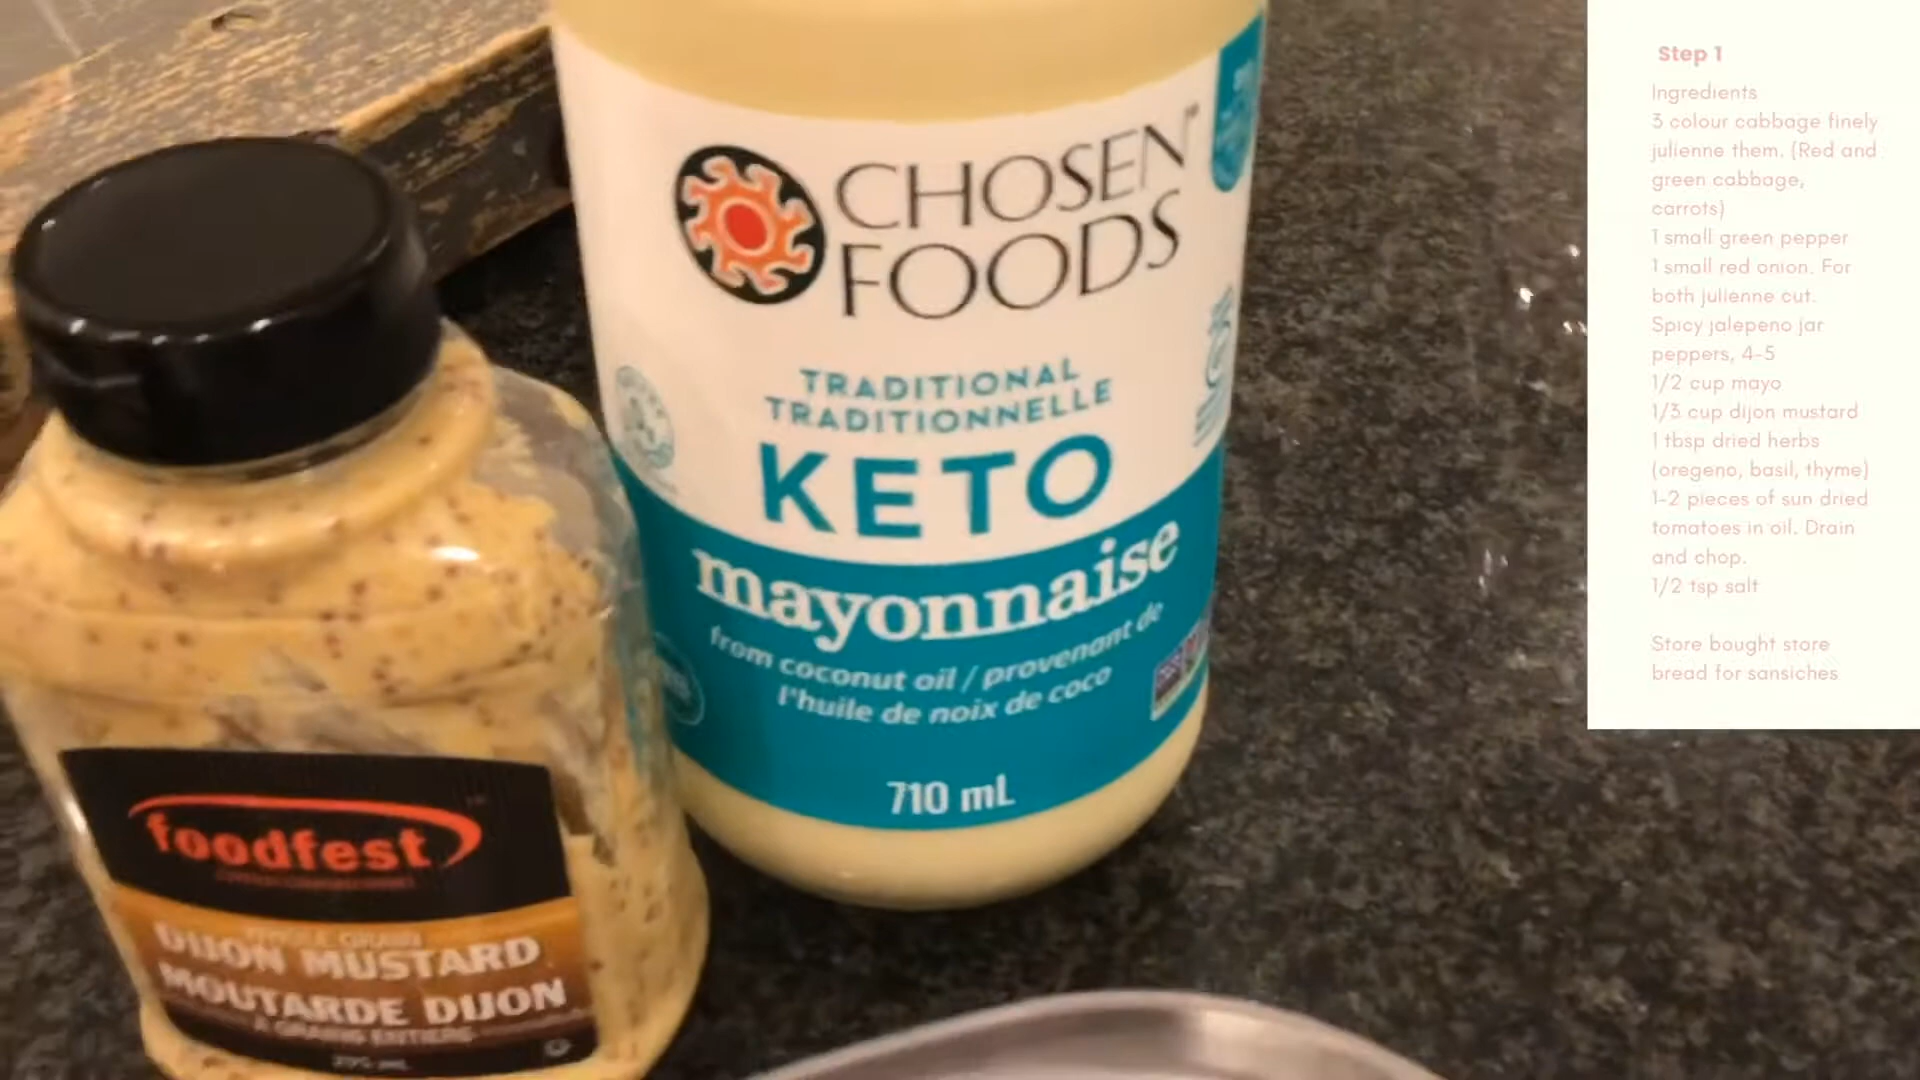 CHOSEN
FOODS
TRADITIONAL
TRADITIONNELLE
KETO
mayonnaise
from coconut oil / provenant de
l'huile de noix de coco
710 mL
foodfest
WHOLE GRAIN
DIJON MUSTARD
MOUTARDE DIJON
À GRAINS ENTIERS
Step 1
Ingredients
3 colour cabbage finely
julienne them. (Red and
green cabbage,
carrots)
1 small green pepper
1 small red onion. For
both julienne cut.
Spicy jalepeno jar
peppers, 4-5
1/2 cup mayo
1/3 cup dijon mustard
1 tbsp dried herbs
(oregeno, basil, thyme)
1-2 pieces of sun dried
tomatoes in oil. Drain
and chop.
1/2 tsp salt
Store bought store
bread for sansiches